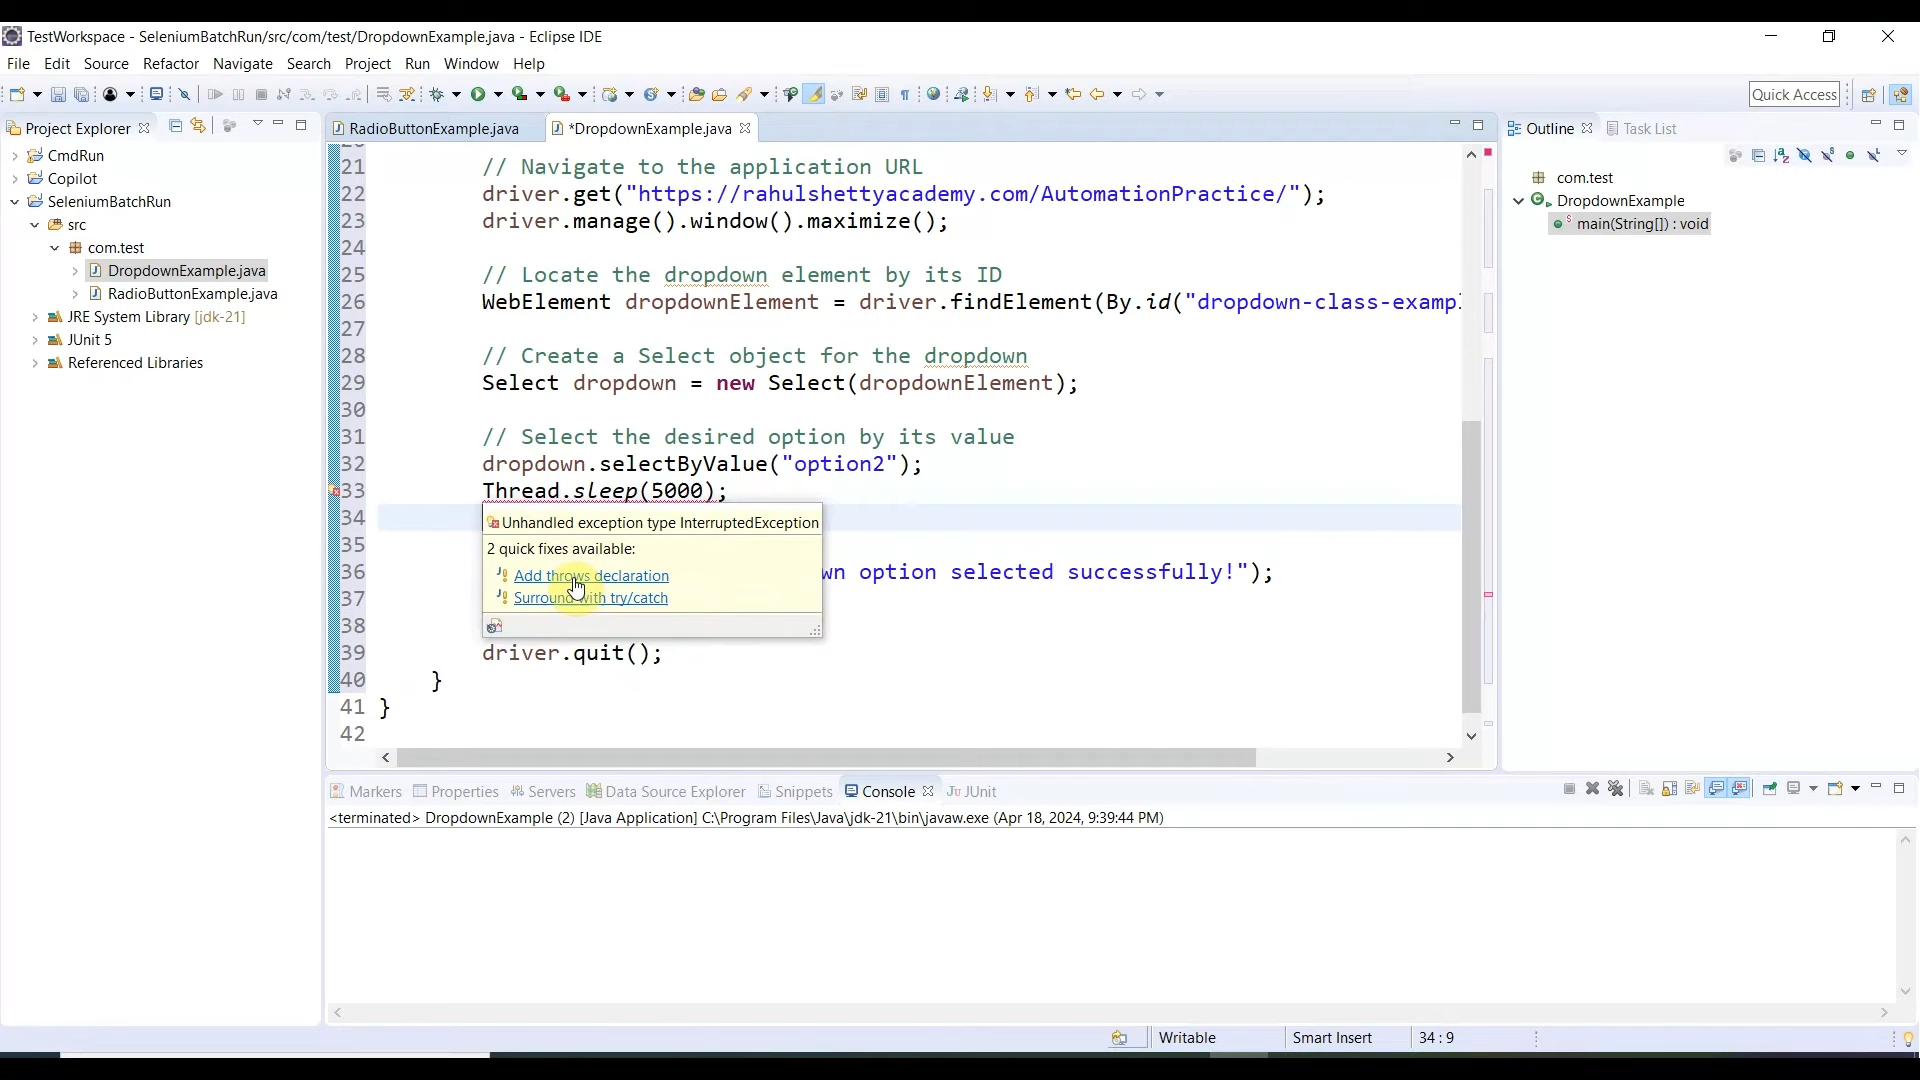 TestWorkspace - SeleniumBatchRun/src/com/test/DropdownExample.java - Eclipse IDE
File Edit Source Refactor Navigate Search Project Run Window Help
Quick Access
Project Explorer
CmdRun
Copilot
SeleniumBatchRun
src
com.test
DropdownExample.java
RadioButtonExample.java
JRE System Library [jdk-21]
JUnit 5
Referenced Libraries
RadioButtonExample.java *DropdownExample.java
21 // Navigate to the application URL
22 driver.get("https://rahulshettyacademy.com/AutomationPractice/");
23 driver.manage().window().maximize();
24
25 // Locate the dropdown element by its ID
26 WebElement dropdownElement = driver.findElement(By.id("dropdown-class-exampl
27
28 // Create a Select object for the dropdown
29 Select dropdown = new Select(dropdownElement);
30
31 // Select the desired option by its value
32 dropdown.selectByValue("option2");
33 Thread.sleep(5000);
34
35
36 wn option selected successfully!");
37
38
39 driver.quit();
40 }
41 }
42
Unhandled exception type InterruptedException
2 quick fixes available:
Add throws declaration
Surround with try/catch
Outline Task List
com.test
DropdownExample
main(String[]) : void
Markers Properties Servers Data Source Explorer Snippets Console JUnit
<terminated> DropdownExample (2) [Java Application] C:\Program Files\Java\jdk-21\bin\javaw.exe (Apr 18, 2024, 9:39:44 PM)
Writable Smart Insert 34 : 9